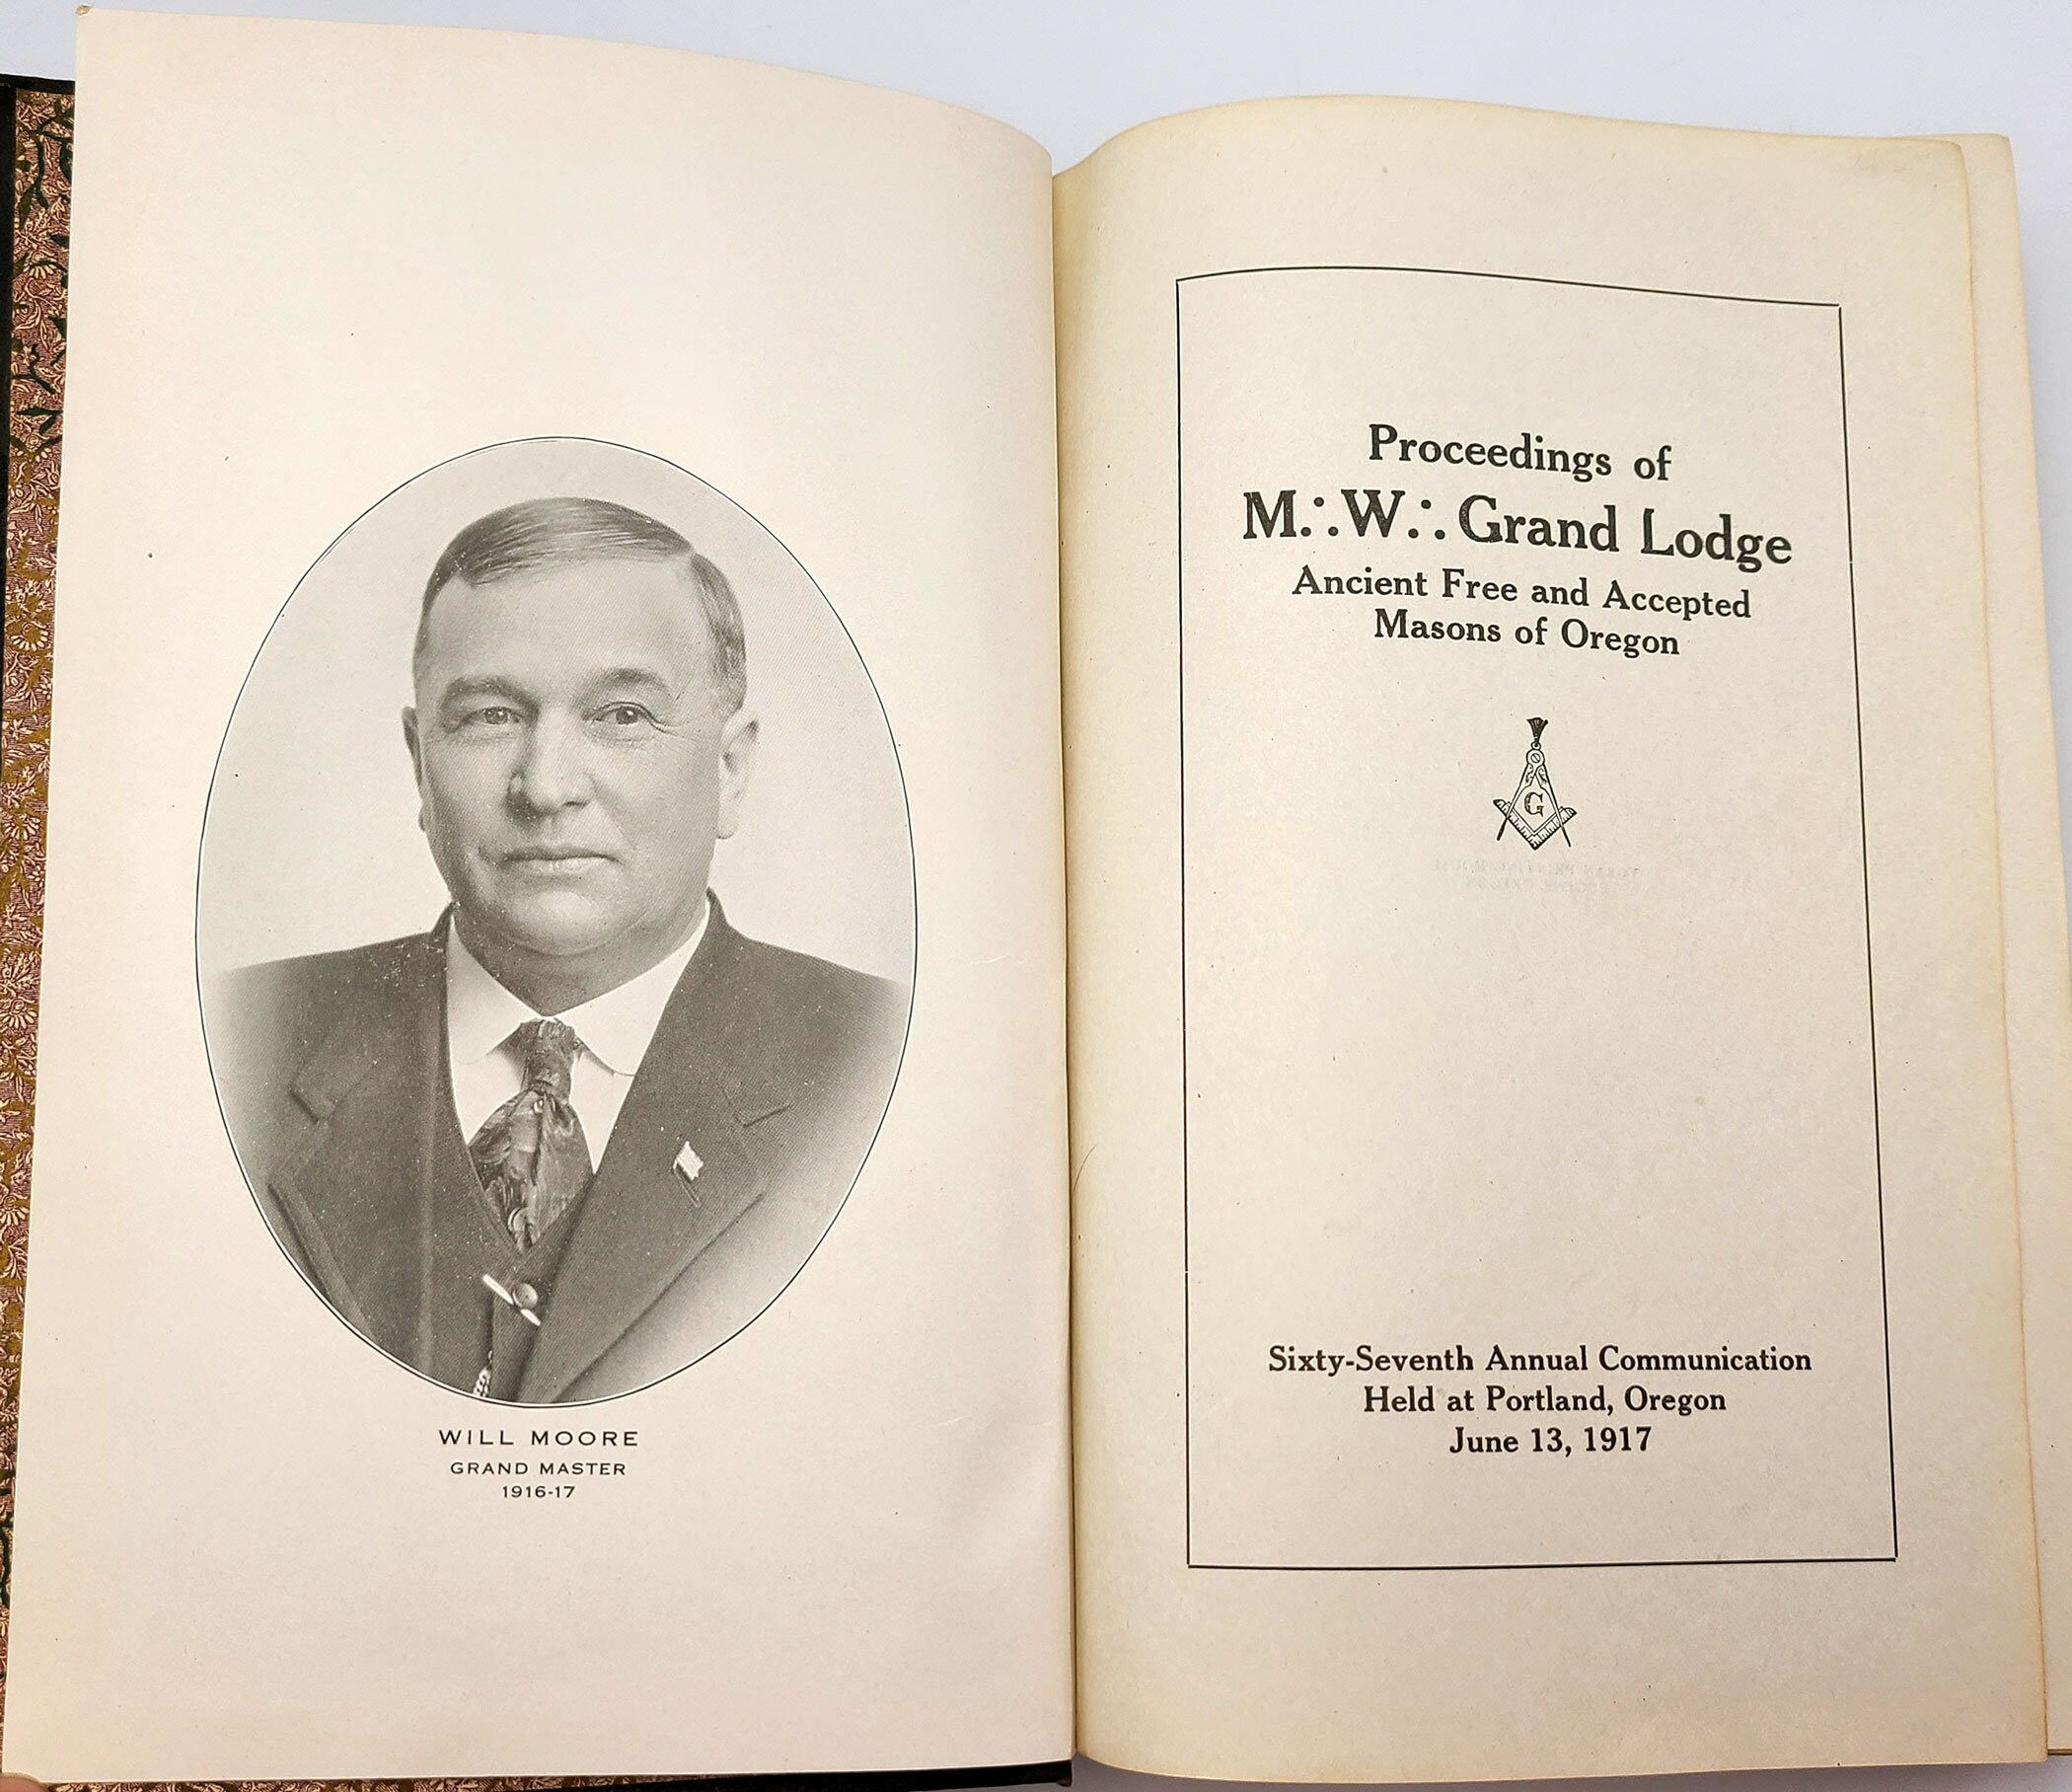 WILL MOORE
GRAND MASTER
1916-17
Proceedings of
M∴W∴ Grand Lodge
Ancient Free and Accepted
Masons of Oregon
G
Sixty-Seventh Annual Communication
Held at Portland, Oregon
June 13, 1917